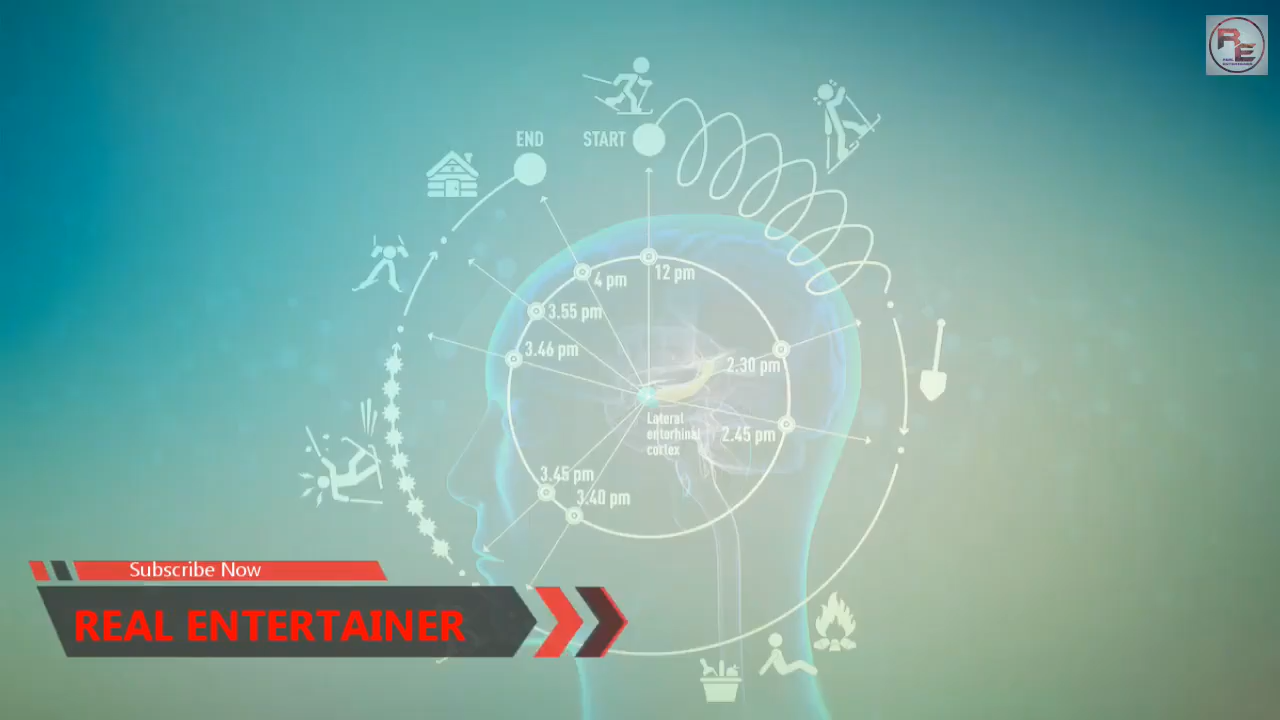 RE
END
START
12 pm
4 pm
3.55 pm
3.46 pm
2.30 pm
Lateral
entorhinal
cortex
2.45 pm
3.45 pm
3.40 pm
Subscribe Now
REAL ENTERTAINER